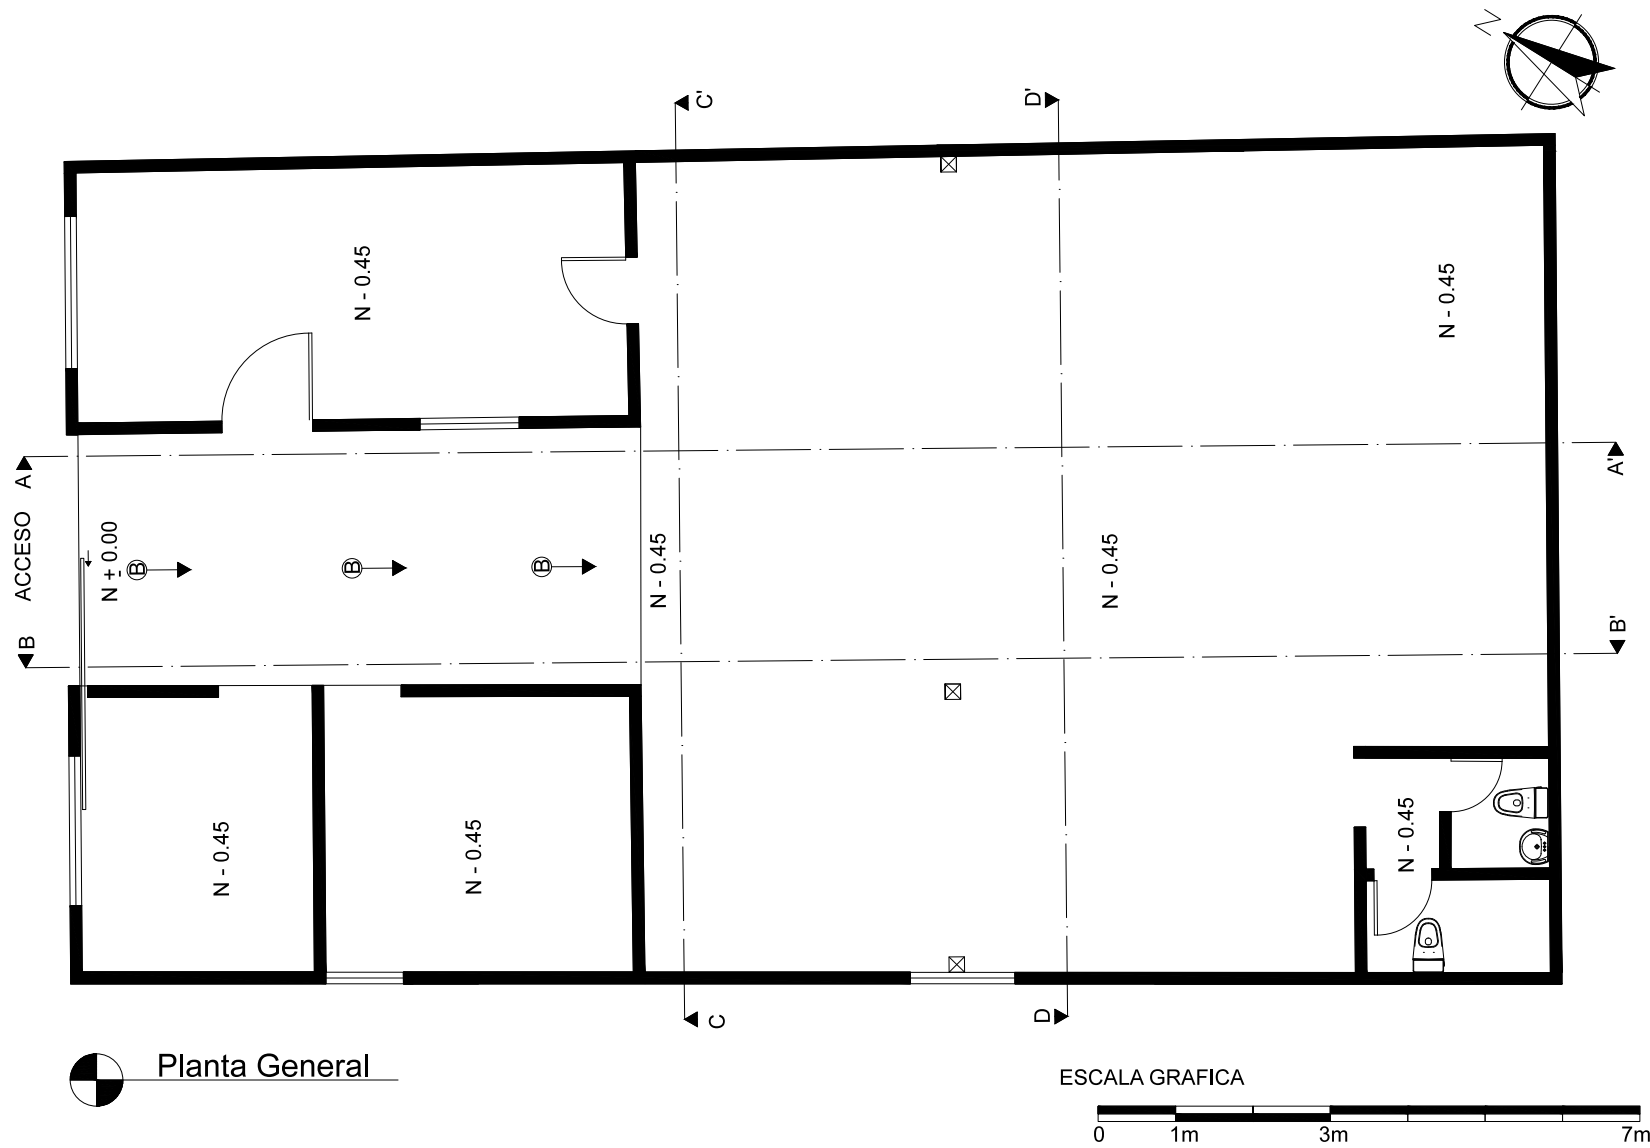 N
C'
D'
N - 0.45
N - 0.45
A
A'
ACCESO
N + 0.00
B
B
B
N - 0.45
N - 0.45
B
B'
N - 0.45
N - 0.45
N - 0.45
C
D
Planta General
ESCALA GRAFICA
0 1m 3m 7m